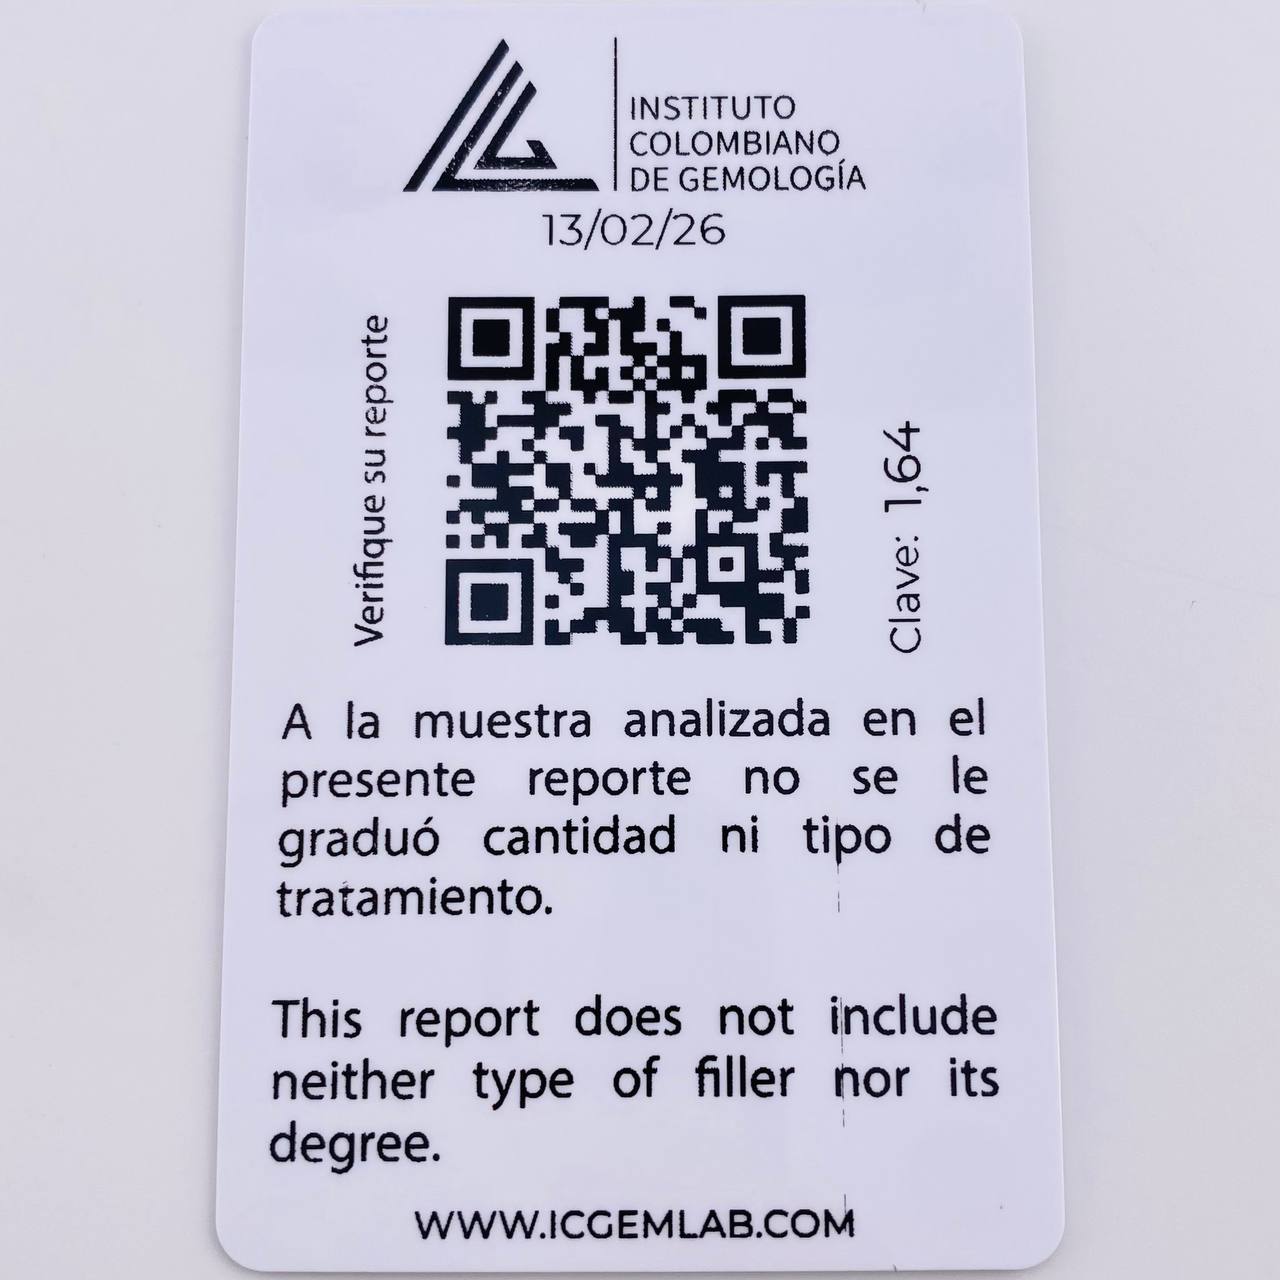 INSTITUTO
COLOMBIANO
DE GEMOLOGÍA
13/02/26
Verifique su reporte
Clave: 1,64
A la muestra analizada en el
presente reporte no se le
graduó cantidad ni tipo de
tratamiento.
This report does not include
neither type of filler nor its
degree.
WWW.ICGEMLAB.COM